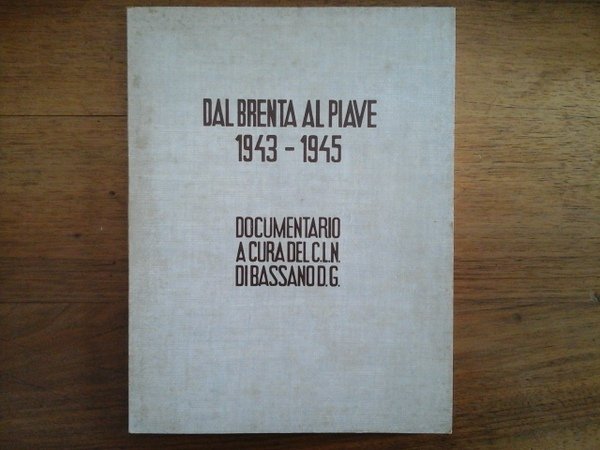 DAL BRENTA AL PIAVE
1943 - 1945
DOCUMENTARIO
A CURA DEL C.L.N.
DI BASSANO D.G.